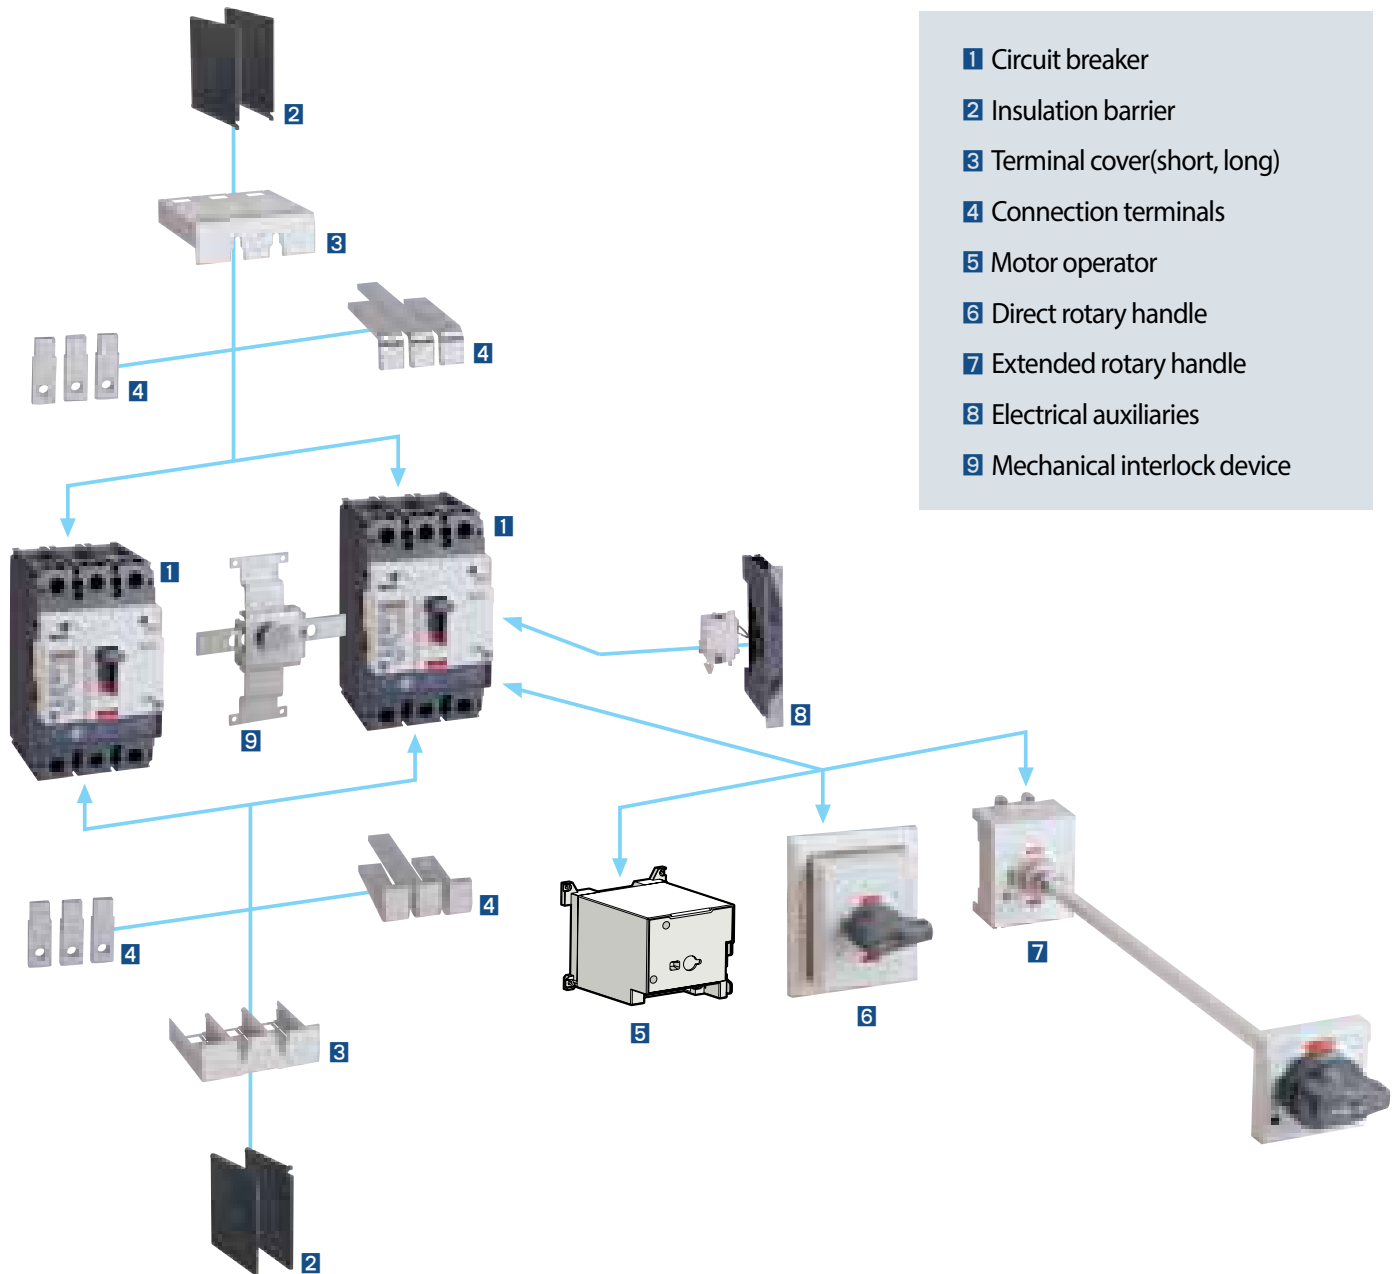 1 Circuit breaker
2 Insulation barrier
3 Terminal cover(short, long)
4 Connection terminals
5 Motor operator
6 Direct rotary handle
7 Extended rotary handle
8 Electrical auxiliaries
9 Mechanical interlock device
2
3
4
4
1
1
8
9
4
4
7
6
5
3
2